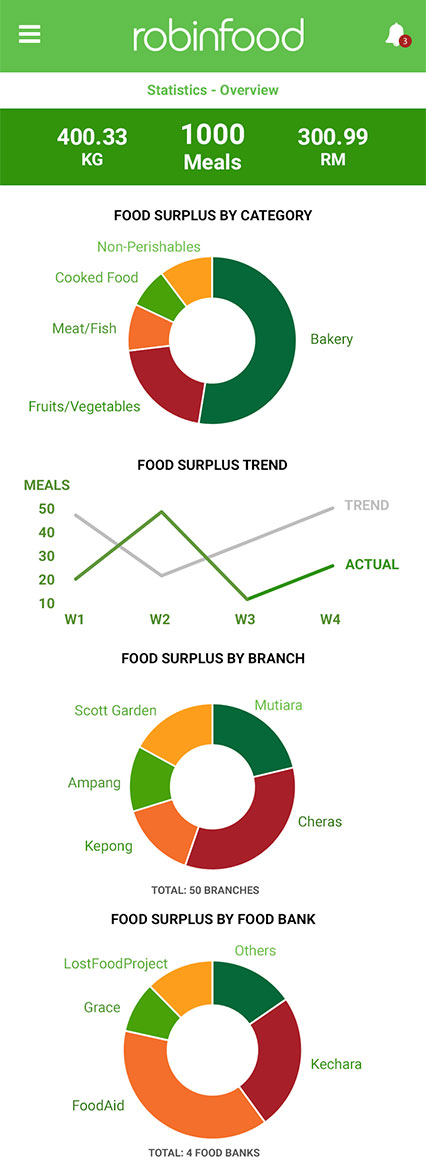 robinfood
3
Statistics - Overview
400.33 1000 300.99
KG Meals RM
FOOD SURPLUS BY CATEGORY
Non-Perishables
Cooked Food
Meat/Fish
Bakery
Fruits/Vegetables
FOOD SURPLUS TREND
MEALS
50
TREND
40
30
ACTUAL
20
10
W1 W2 W3 W4
FOOD SURPLUS BY BRANCH
Scott Garden
Mutiara
Ampang
Cheras
Kepong
TOTAL: 50 BRANCHES
FOOD SURPLUS BY FOOD BANK
Others
LostFoodProject
Grace
Kechara
FoodAid
TOTAL: 4 FOOD BANKS